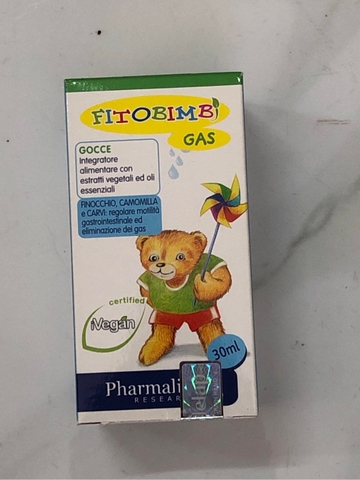 FITOBIMBI
GAS
GOCCE
Integratore
alimentare con
estratti vegetali ed oli
essenziali
FINOCCHIO, CAMOMILLA
e CARVI: regolare motilità
gastrointestinale ed
eliminazione dei gas
certified
iVegan
30ml
Pharmali
RESEAR